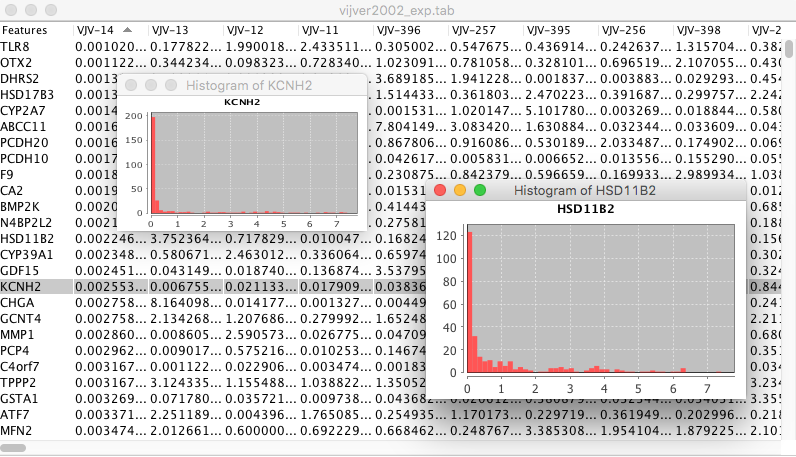 vijver2002_exp.tab
Features VJV-14 VJV-13 VJV-12 VJV-11 VJV-396 VJV-257 VJV-395 VJV-256 VJV-398 VJV-2
TLR8 0.001020... 0.177822... 1.990018... 2.433511... 0.305002... 0.547675... 0.436914... 0.242637... 1.315704... 0.382
OTX2 0.001122... 0.344234... 0.098323... 0.728340... 1.023091... 0.781058... 0.328101... 0.696519... 2.107055... 0.430
DHRS2 0.0013 3.689185... 1.941228... 0.001837... 0.003883... 0.029293... 0.454
HSD17B3 0.0013 1.514433... 0.361803... 2.470223... 0.391687... 0.299757... 2.242
CYP2A7 0.0014 0.001531... 1.020147... 5.101780... 0.003269... 0.018844... 0.580
ABCC11 0.0016 7.804149... 3.083420... 1.630884... 0.032344... 0.033609... 0.043
PCDH20 0.0016 0.867806... 0.916086... 0.530189... 2.033487... 0.174902... 0.069
PCDH10 0.0017 0.042617... 0.005831... 0.006652... 0.013556... 0.155290... 0.055
F9 0.0018 0.230875... 0.842379... 0.596659... 0.169933... 2.989934... 1.038
CA2 0.0019 0.01531 0.012
BMP2K 0.0020 0.41443 0.685
N4BP2L2 0.0021 0.27581 0.188
HSD11B2 0.002246... 3.752364... 0.717829... 0.010047... 0.16824 0.156
CYP39A1 0.002348... 0.580671... 2.463012... 0.336064... 0.65974 0.302
GDF15 0.002451... 0.043149... 0.018740... 0.136874... 3.53795 0.324
KCNH2 0.002553... 0.006755... 0.021133... 0.017909... 0.03836 0.844
CHGA 0.002758... 8.164098... 0.014177... 0.001327... 0.00449 0.241
GCNT4 0.002758... 2.134268... 1.207686... 0.279992... 1.65248 0.211
MMP1 0.002860... 0.008605... 2.590573... 0.026775... 0.04709 0.680
PCP4 0.002962... 0.009017... 0.575216... 0.010253... 0.14674 0.351
C4orf7 0.003167... 0.001122... 0.022906... 0.003474... 0.00183 0.373
TPPP2 0.003167... 3.124335... 1.155488... 1.038822... 1.35052 3.234
GSTA1 0.003269... 0.071780... 0.035721... 0.009738... 0.04368
ATF7 0.003371... 2.251189... 0.004396... 1.765085... 0.254935... 1.170173... 0.229719... 0.361949... 0.202996... 0.218
MFN2 0.003474... 2.012661... 0.600000... 0.692229... 0.668462... 0.248767... 3.385308... 1.954104... 1.879225... 2.101
Histogram of KCNH2
KCNH2
200
150
100
50
0
0 1 2 3 4 5 6 7
Histogram of HSD11B2
HSD11B2
120
100
80
60
40
20
0
0 1 2 3 4 5 6 7